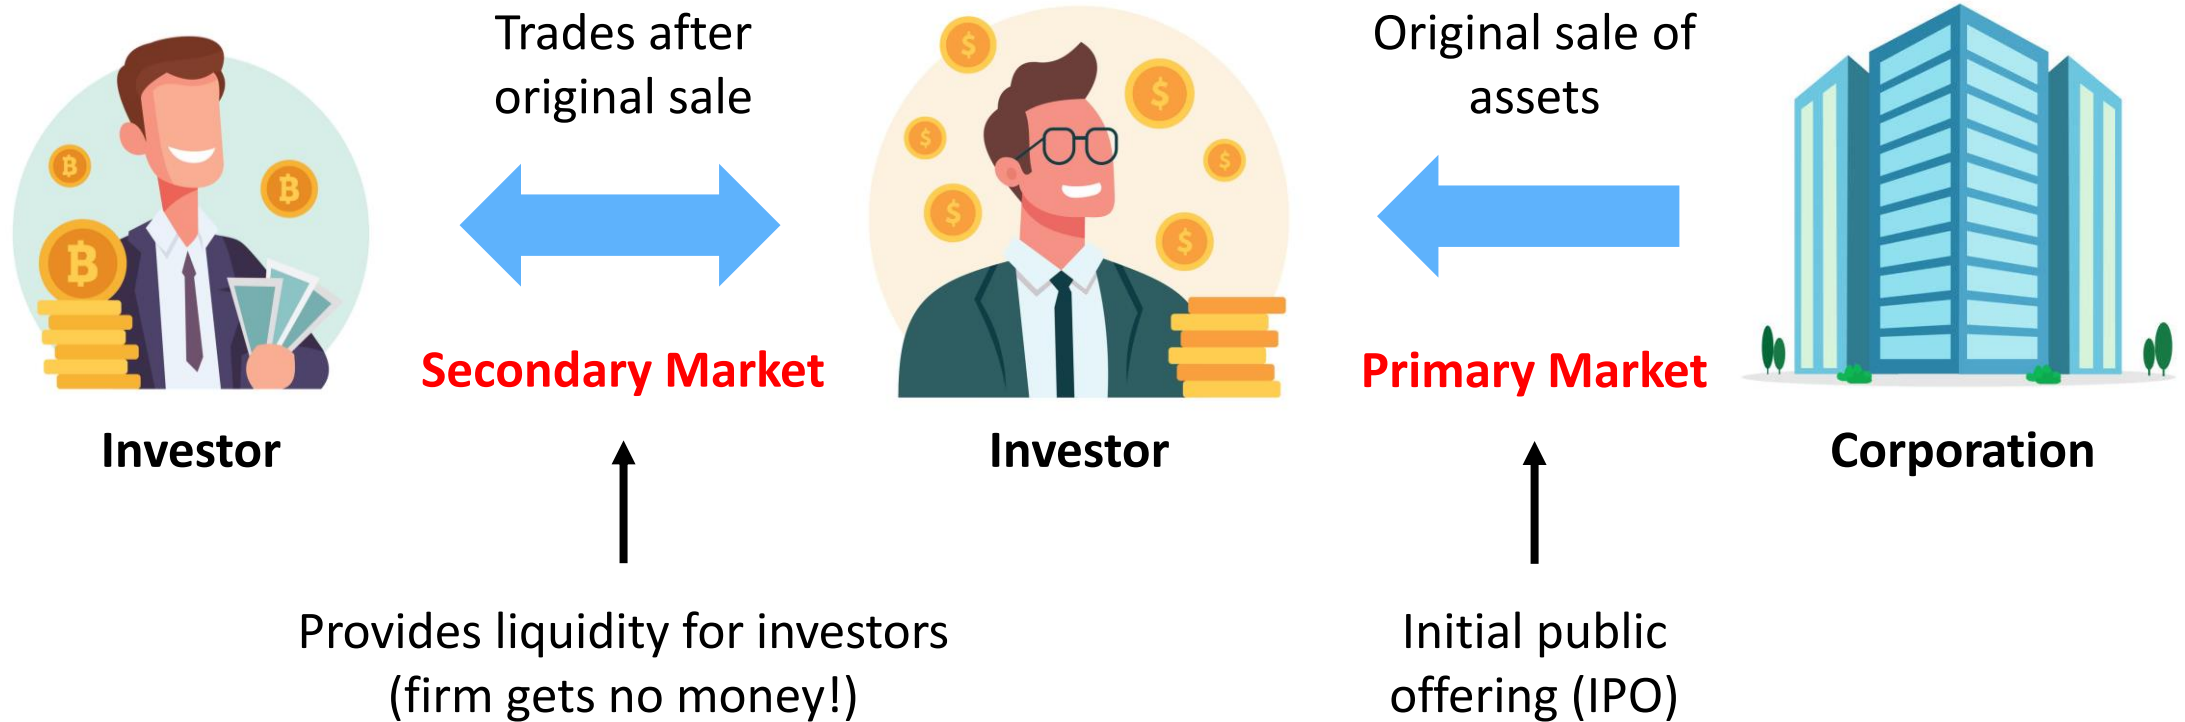 Trades after
original sale
Original sale of
assets
$
$
$
$
$
$
₿
₿
₿
Secondary Market
Primary Market
Investor
Investor
Corporation
Provides liquidity for investors
(firm gets no money!)
Initial public
offering (IPO)